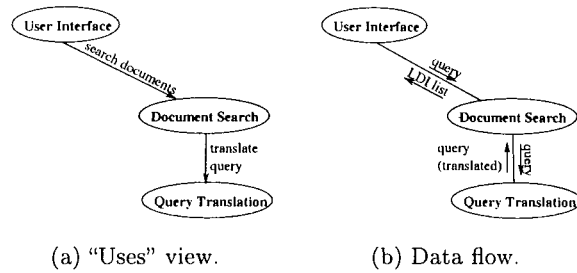 User Interface
search documents
Document Search
translate
query
Query Translation
(a) "Uses" view.
User Interface
query
LDI list
Document Search
query
(translated)
query
Query Translation
(b) Data flow.